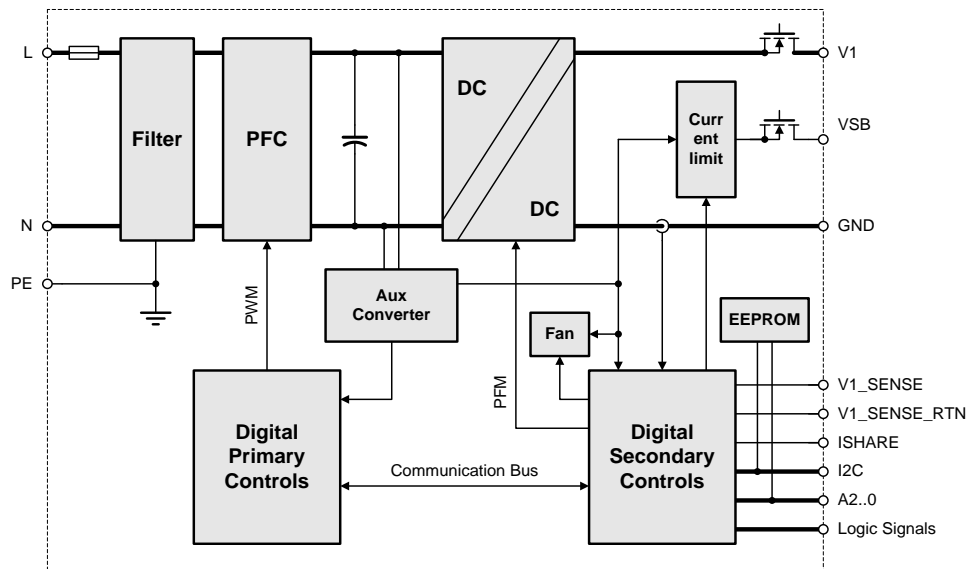 L
V1
DC
Filter
PFC
Curr
ent
limit
VSB
DC
N
GND
PE
PWM
Aux
Converter
EEPROM
Fan
PFM
V1_SENSE
V1_SENSE_RTN
ISHARE
Digital
Primary
Controls
Communication Bus
Digital
Secondary
Controls
I2C
A2..0
Logic Signals